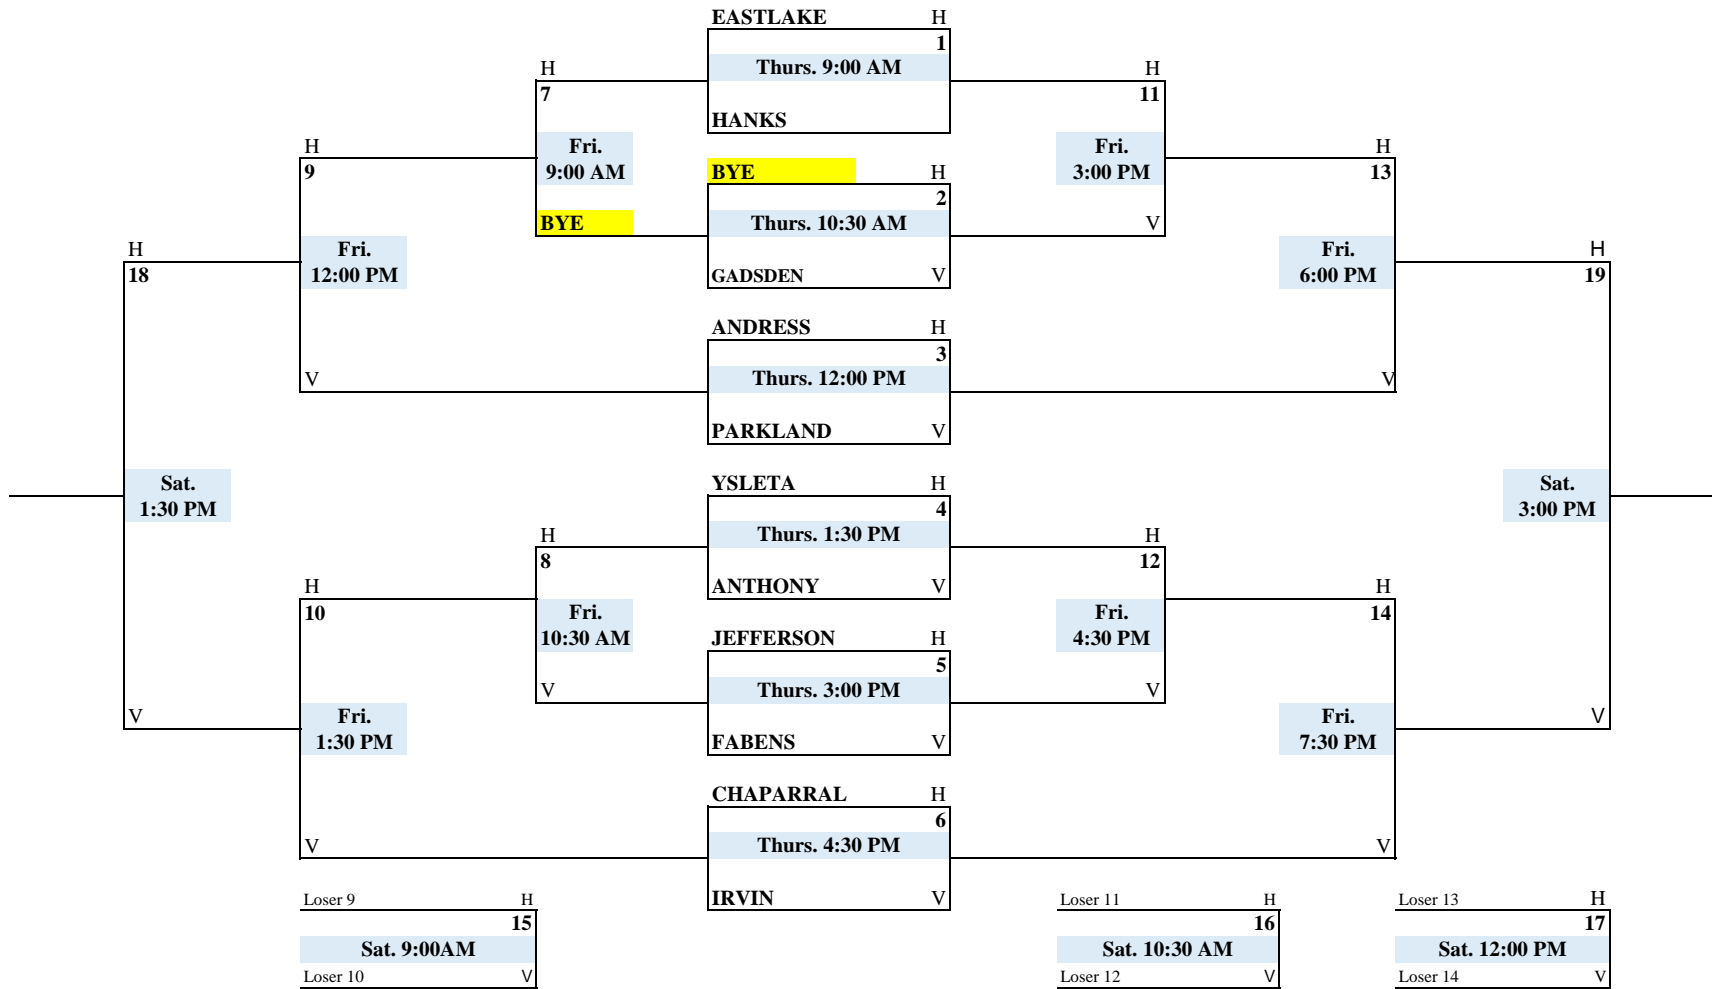 EASTLAKE H
1
Thurs. 9:00 AM
H H
7 11
HANKS
H Fri. Fri. H
9 9:00 AM BYE H 3:00 PM 13
2
BYE Thurs. 10:30 AM V
H Fri. Fri. H
18 12:00 PM GADSDEN V 6:00 PM 19
ANDRESS H
3
V Thurs. 12:00 PM V
PARKLAND V
Sat. YSLETA H Sat.
1:30 PM 4 3:00 PM
H Thurs. 1:30 PM H
8 12
H ANTHONY V H
10 Fri. Fri. 14
10:30 AM JEFFERSON H 4:30 PM
5
V Thurs. 3:00 PM V
V Fri. Fri. V
1:30 PM FABENS V 7:30 PM
CHAPARRAL H
6
V Thurs. 4:30 PM V
Loser 9 H IRVIN V Loser 11 H Loser 13 H
15 16 17
Sat. 9:00AM Sat. 10:30 AM Sat. 12:00 PM
Loser 10 V Loser 12 V Loser 14 V